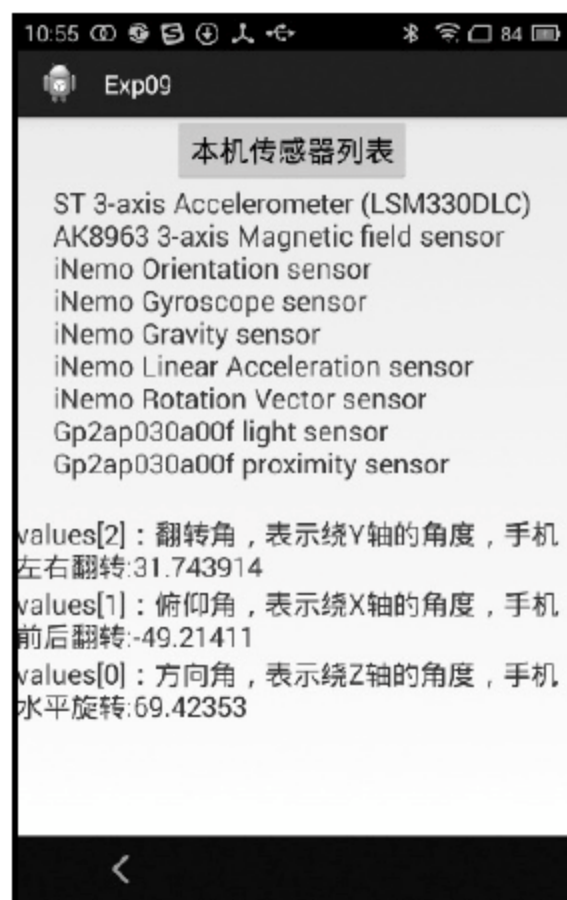 10:55 84
Exp09
本机传感器列表
ST 3-axis Accelerometer (LSM330DLC)
AK8963 3-axis Magnetic field sensor
iNemo Orientation sensor
iNemo Gyroscope sensor
iNemo Gravity sensor
iNemo Linear Acceleration sensor
iNemo Rotation Vector sensor
Gp2ap030a00f light sensor
Gp2ap030a00f proximity sensor
values[2]：翻转角，表示绕Y轴的角度，手机
左右翻转:31.743914
values[1]：俯仰角，表示绕X轴的角度，手机
前后翻转:-49.21411
values[0]：方向角，表示绕Z轴的角度，手机
水平旋转:69.42353